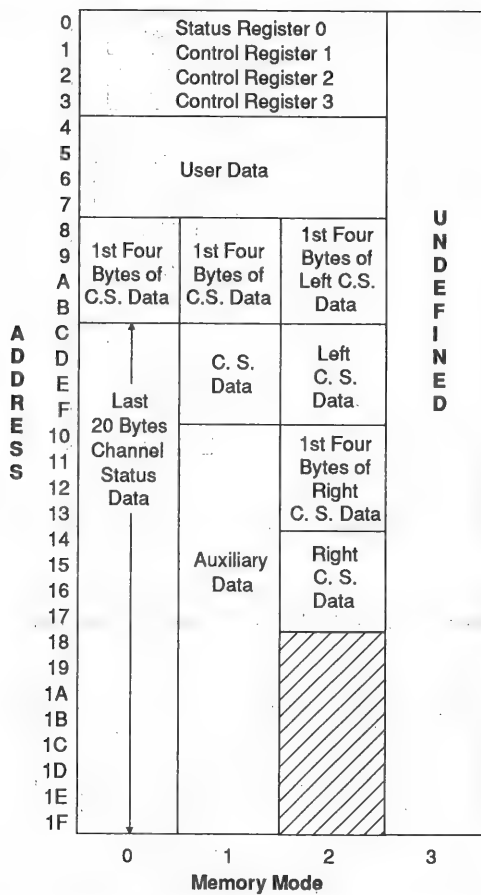 0
1
2
3
4
5
6
7
8
9
A
B
C
D
E
F
10
11
12
13
14
15
16
17
18
19
1A
1B
1C
1D
1E
1F
ADDRESS
Status Register 0
Control Register 1
Control Register 2
Control Register 3
User Data
1st Four
Bytes of
C.S. Data
1st Four
Bytes of
C.S. Data
1st Four
Bytes of
Left C.S.
Data
Last
20 Bytes
Channel
Status
Data
C. S.
Data
Left
C. S.
Data
1st Four
Bytes of
Right
C. S. Data
Auxiliary
Data
Right
C. S.
Data
UNDEFINED
0 1 2 3
Memory Mode